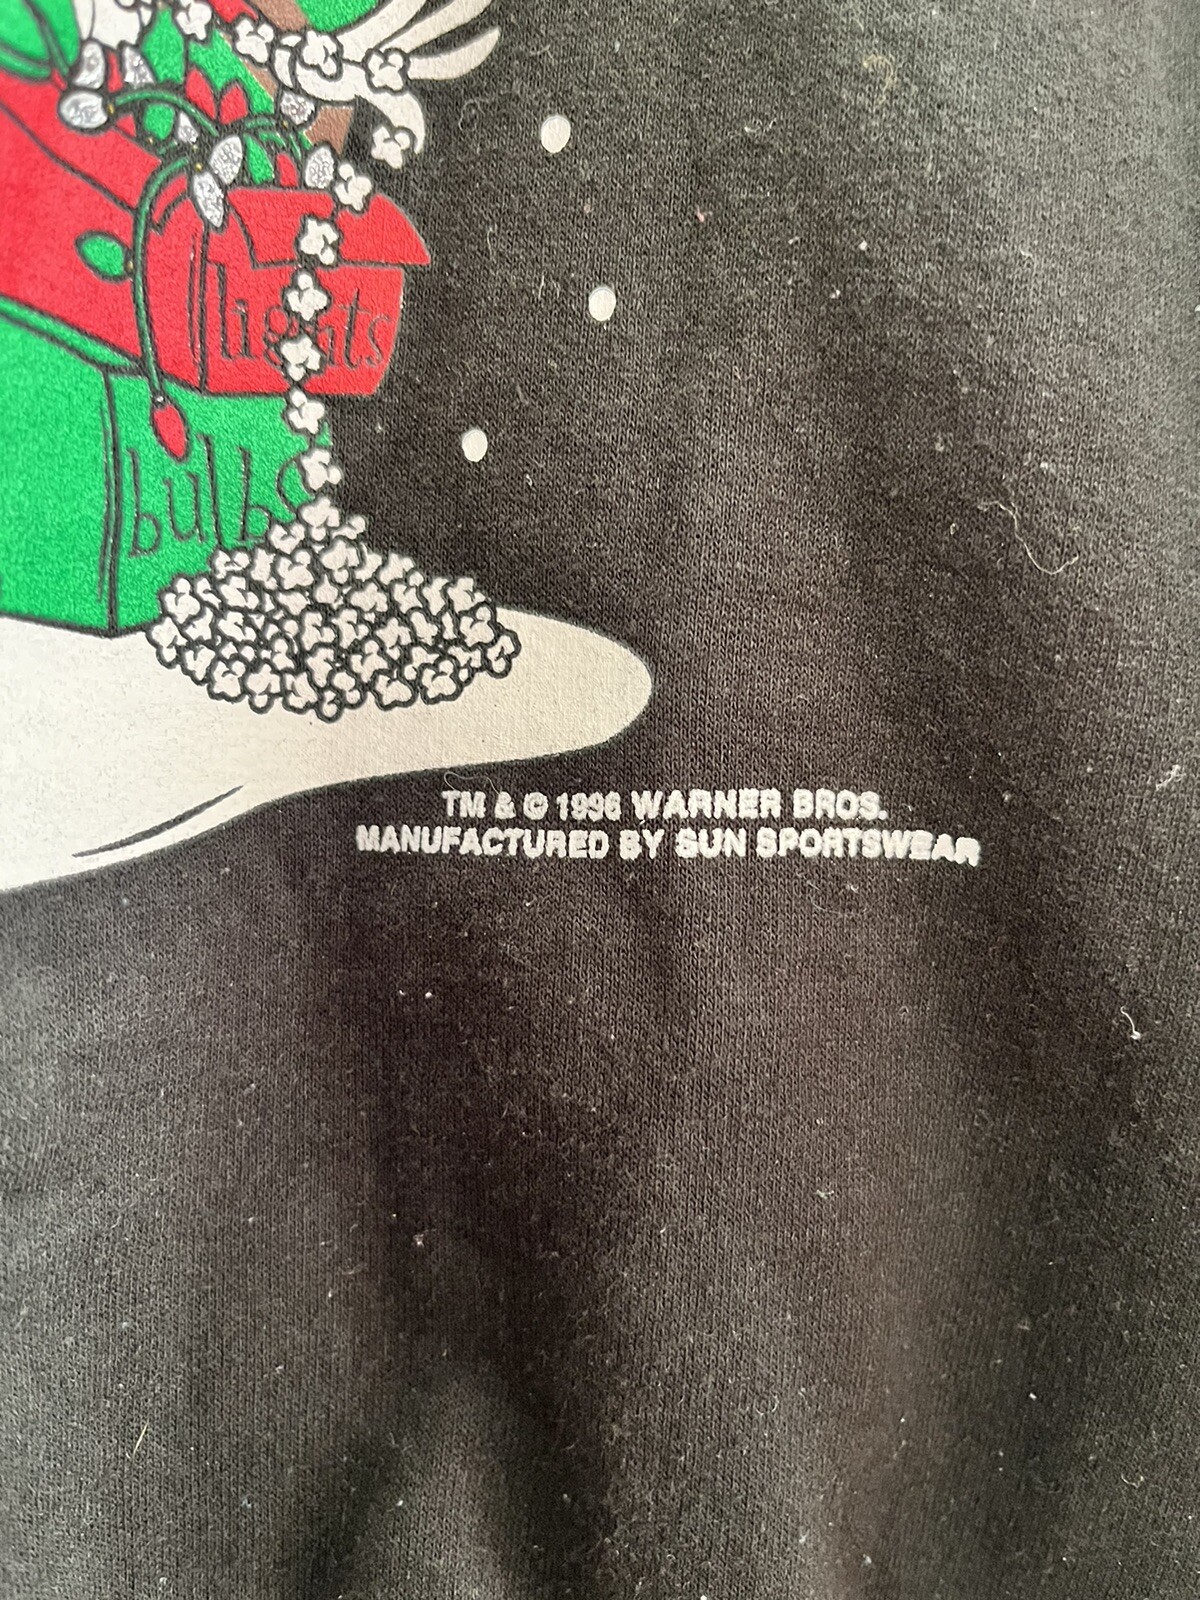 lights
bulbs
TM & © 1996 WARNER BROS.
MANUFACTURED BY SUN SPORTSWEAR